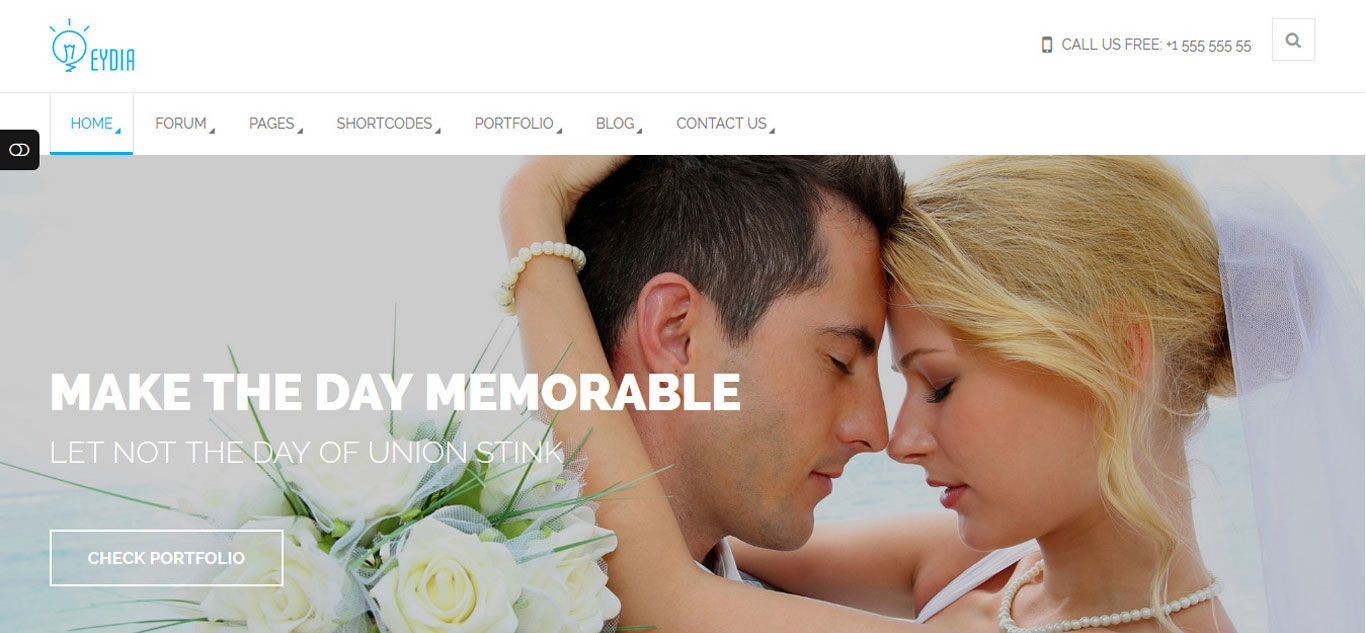 EYDIA
CALL US FREE: +1 555 555 55
HOME FORUM PAGES SHORTCODES PORTFOLIO BLOG CONTACT US
MAKE THE DAY MEMORABLE
LET NOT THE DAY OF UNION STINK
CHECK PORTFOLIO